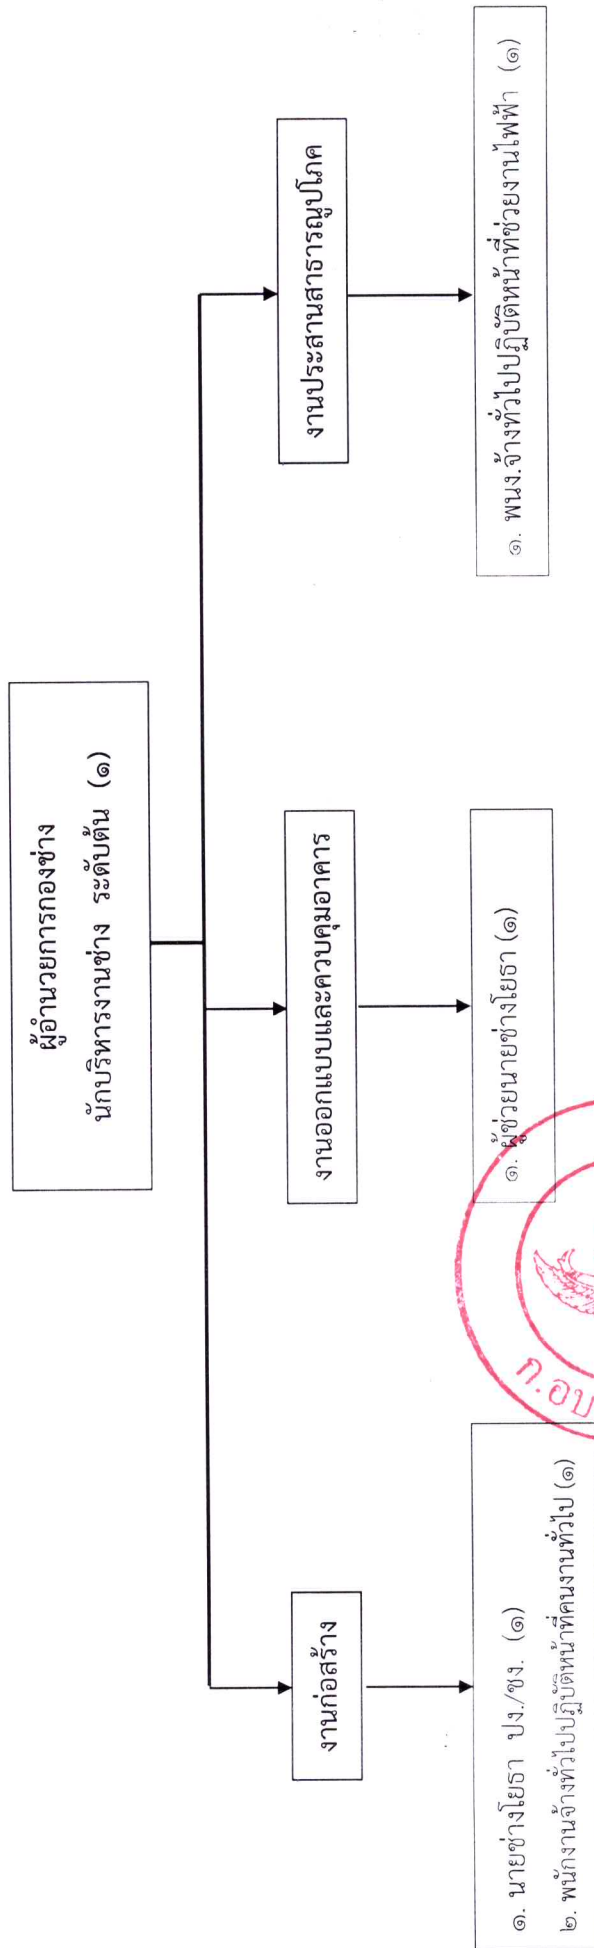 ผู้อำนวยการกองช่าง
นักบริหารงานช่าง ระดับต้น (๑)
งานก่อสร้าง
งานออกแบบและควบคุมอาคาร
งานประสานสาธารณูปโภค
๑. นายช่างโยธา ปง./ชง. (๑)
๒. พนักงานจ้างทั่วไปปฏิบัติหน้าที่คนงานทั่วไป (๑)
๑. ผู้ช่วยนายช่างโยธา (๑)
๑. พนง.จ้างทั่วไปปฏิบัติหน้าที่ช่วยงานไฟฟ้า (๑)
ก.อบ